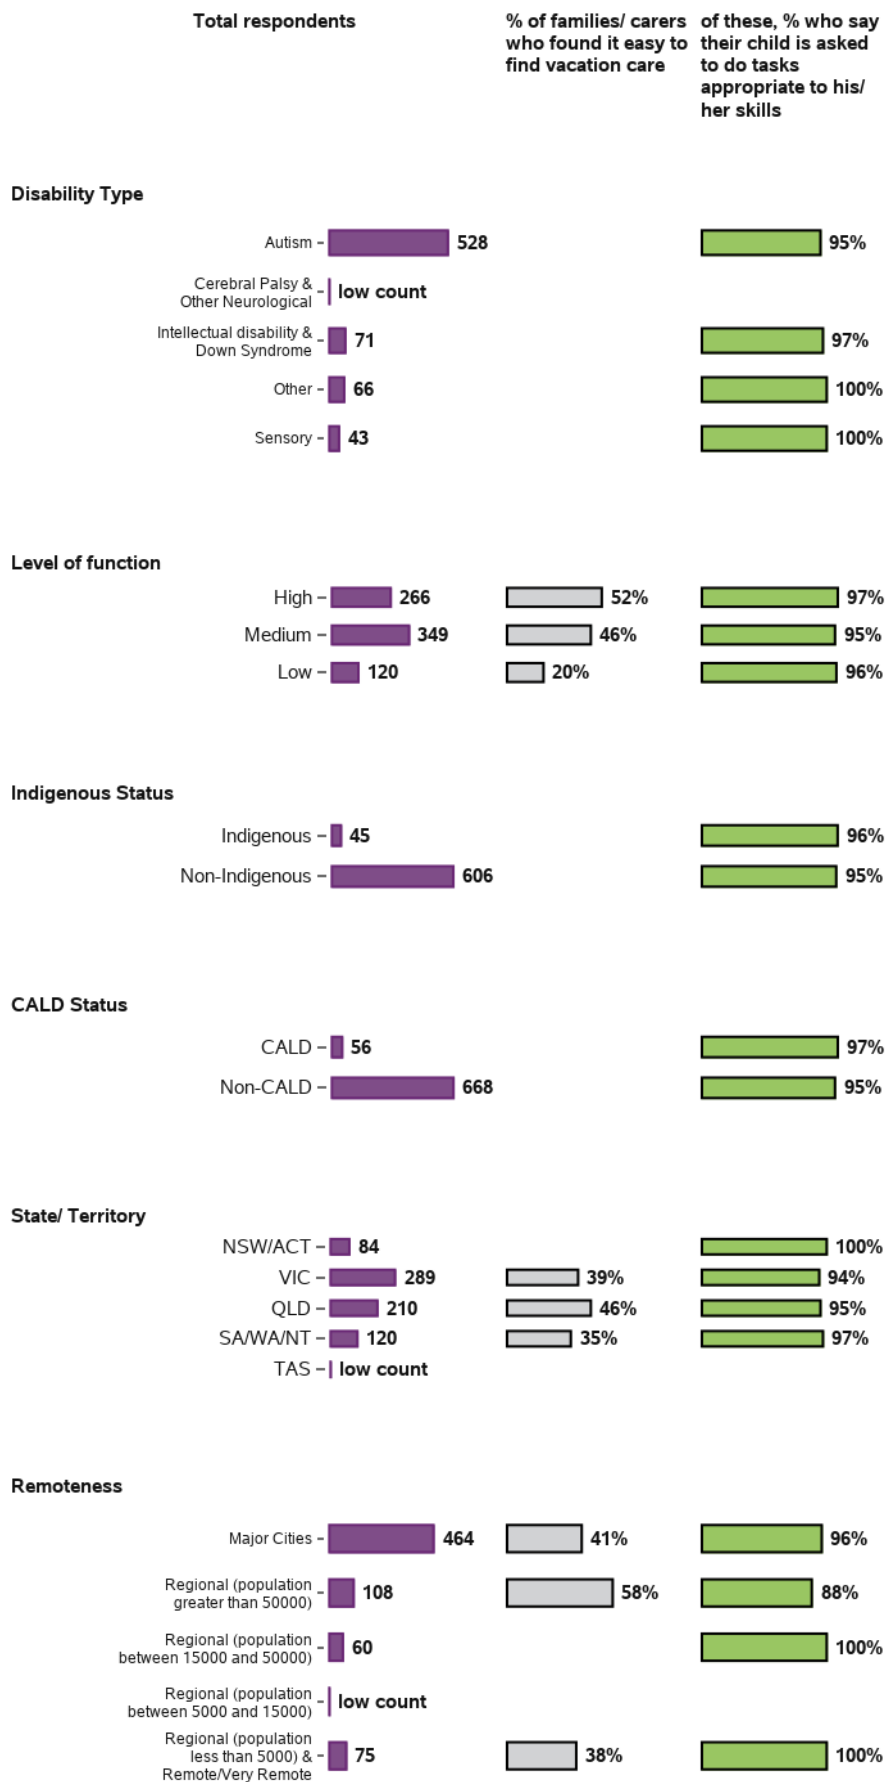 Total respondents
% of families/ carers
who found it easy to
find vacation care
of these, % who say
their child is asked
to do tasks
appropriate to his/
her skills
Disability Type
Autism 528 95%
Cerebral Palsy &
Other Neurological
low count
Intellectual disability &
Down Syndrome
71 97%
Other 66 100%
Sensory 43 100%
Level of function
High 266 52% 97%
Medium 349 46% 95%
Low 120 20% 96%
Indigenous Status
Indigenous 45 96%
Non-Indigenous 606 95%
CALD Status
CALD 56 97%
Non-CALD 668 95%
State/ Territory
NSW/ACT 84 100%
VIC 289 39% 94%
QLD 210 46% 95%
SA/WA/NT 120 35% 97%
TAS low count
Remoteness
Major Cities 464 41% 96%
Regional (population
greater than 50000)
108 58% 88%
Regional (population
between 15000 and 50000)
60 100%
Regional (population
between 5000 and 15000)
low count
Regional (population
less than 5000) &
Remote/Very Remote
75 38% 100%